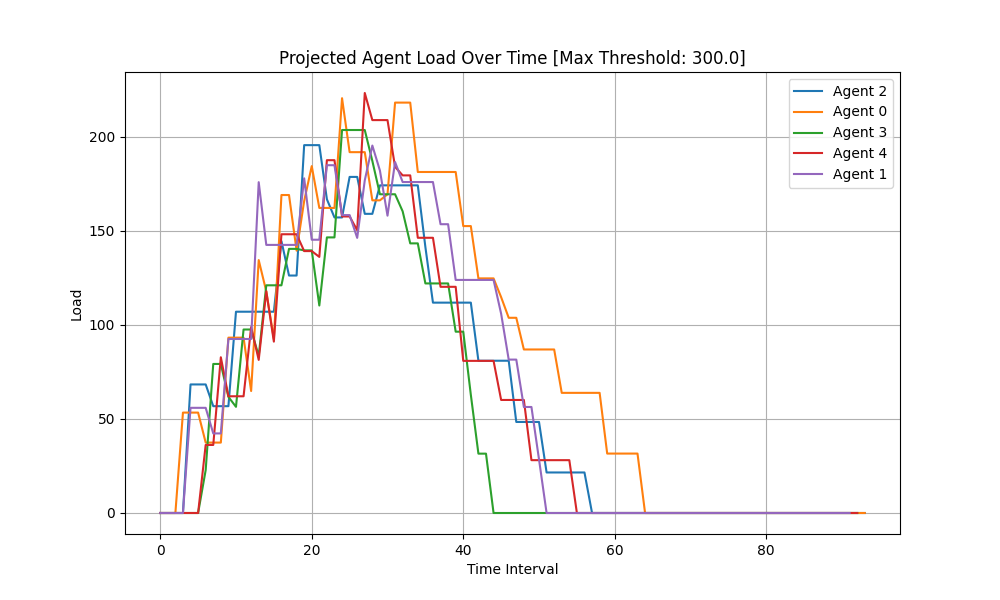 Projected Agent Load Over Time [Max Threshold: 300.0]
Agent 2
Agent 0
Agent 3
Agent 4
Agent 1
200
150
100
50
0
Load
0 20 40 60 80
Time Interval